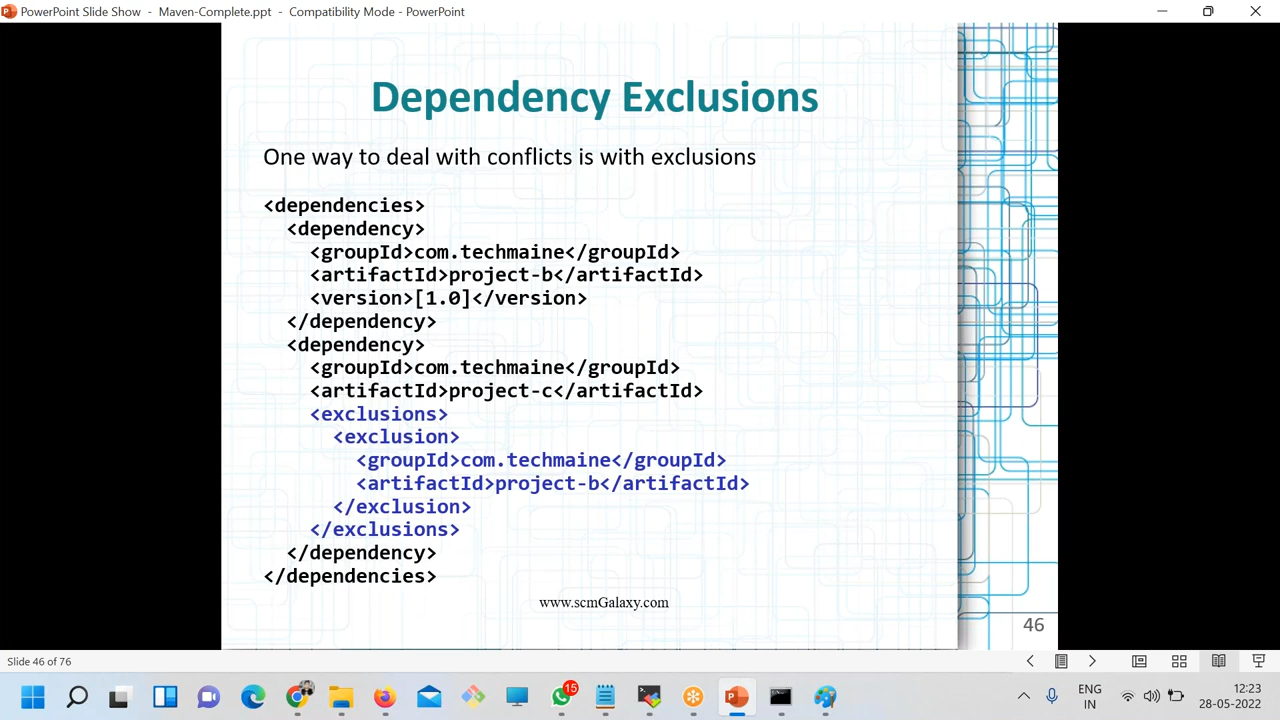 PowerPoint Slide Show - Maven-Complete.ppt - Compatibility Mode - PowerPoint
Dependency Exclusions
One way to deal with conflicts is with exclusions
<dependencies>
<dependency>
<groupId>com.techmaine</groupId>
<artifactId>project-b</artifactId>
<version>[1.0]</version>
</dependency>
<dependency>
<groupId>com.techmaine</groupId>
<artifactId>project-c</artifactId>
<exclusions>
<exclusion>
<groupId>com.techmaine</groupId>
<artifactId>project-b</artifactId>
</exclusion>
</exclusions>
</dependency>
</dependencies>
www.scmGalaxy.com
46
Slide 46 of 76
15
ENG
IN
12:23
28-05-2022